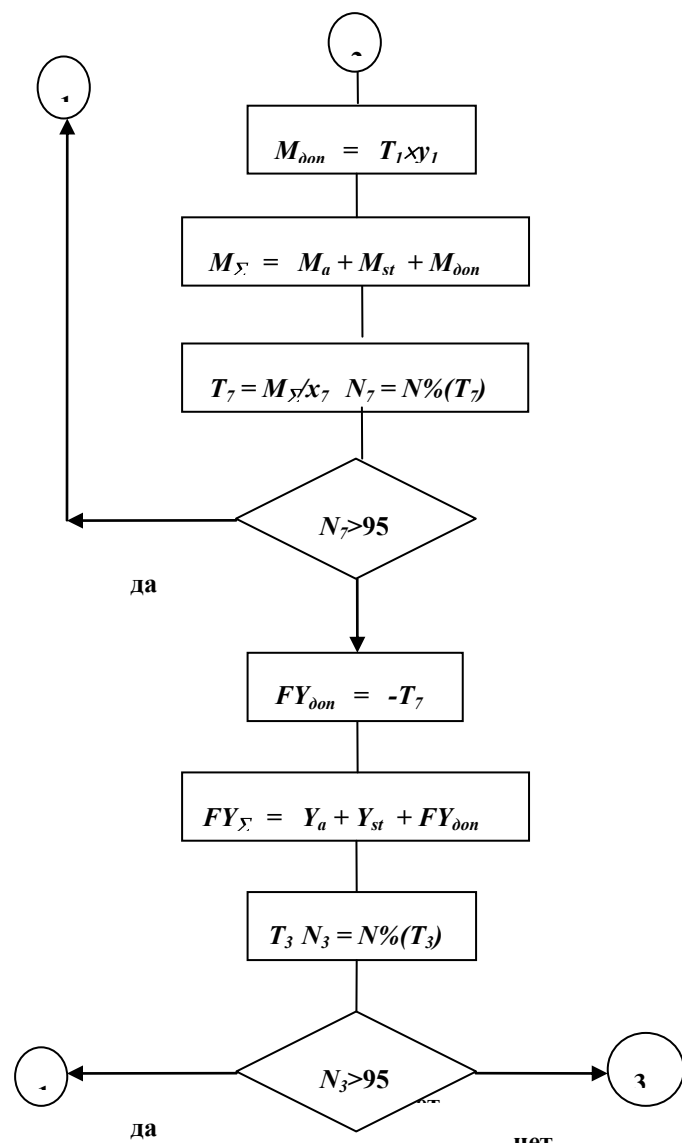 M_доп = T_1×y_1
M_Σ = M_a + M_st + M_доп
T_7 = M_Σ/x_7 N_7 = N%(T_7)
N_7>95
да
FY_доп = -T_7
FY_Σ = Y_a + Y_st + FY_доп
T_3 N_3 = N%(T_3)
N_3>95
3
да
нет